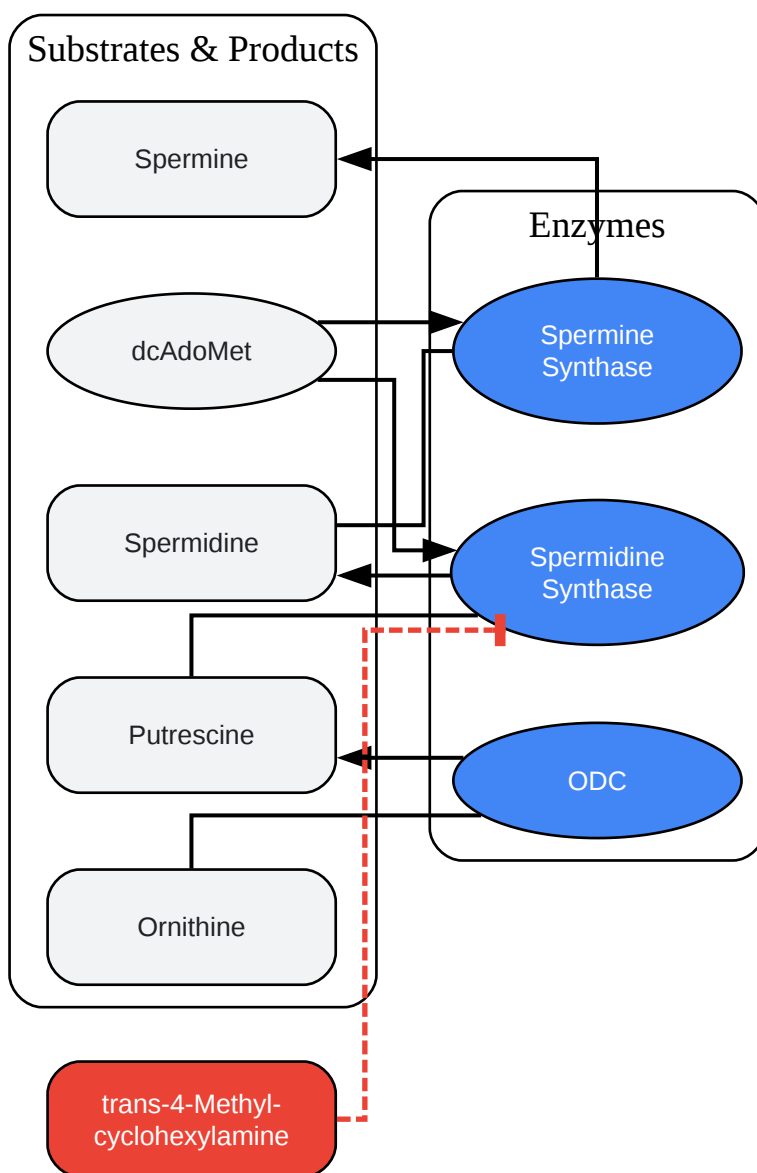 Substrates & Products
Spermine
dcAdoMet
Spermidine
Putrescine
Ornithine
trans-4-Methyl-
cyclohexylamine
Enzymes
Spermine
Synthase
Spermidine
Synthase
ODC